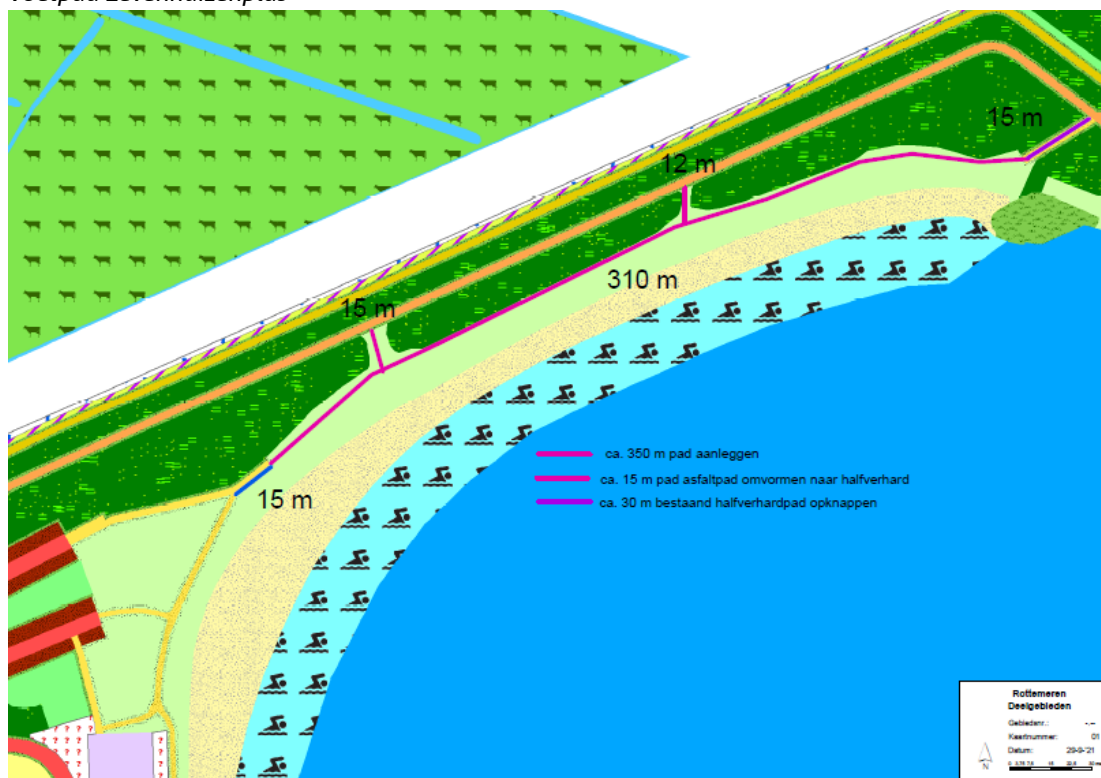 15 m
12 m
310 m
15 m
15 m
ca. 350 m pad aanleggen
ca. 15 m pad asfaltpad omvormen naar halfverhard
ca. 30 m bestaand halfverhardpad opknappen
Rottemeren
Deelgebieden
Gebiedsnr.: -.--
Kaartnummer: 01
Datum: 29-9-'21
N